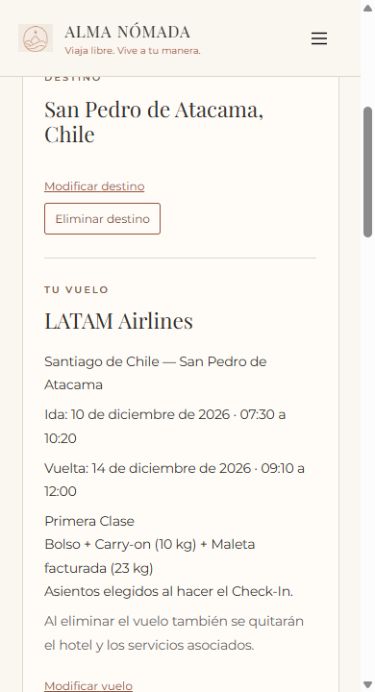 ALMA NÓMADA
Viaja libre. Vive a tu manera.
DESTINO
San Pedro de Atacama,
Chile
Modificar destino
Eliminar destino
TU VUELO
LATAM Airlines
Santiago de Chile — San Pedro de
Atacama
Ida: 10 de diciembre de 2026 · 07:30 a
10:20
Vuelta: 14 de diciembre de 2026 · 09:10 a
12:00
Primera Clase
Bolso + Carry-on (10 kg) + Maleta
facturada (23 kg)
Asientos elegidos al hacer el Check-In.
Al eliminar el vuelo también se quitarán
el hotel y los servicios asociados.
Modificar vuelo